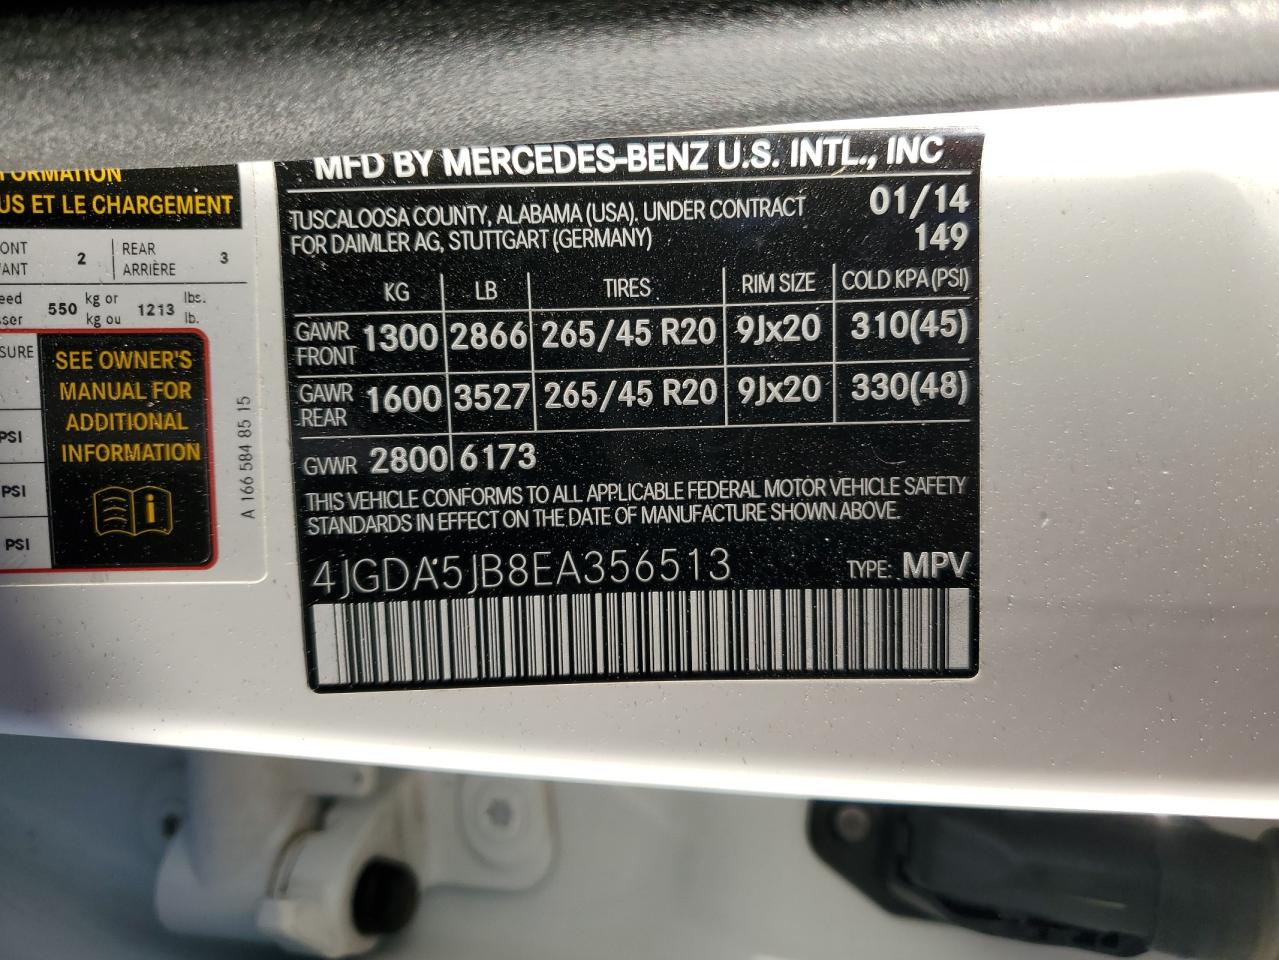 US ET LE CHARGEMENT
2 REAR ARRIÈRE 3
550 kg or kg ou 1213 lbs. lb.
SEE OWNER'S
MANUAL FOR
ADDITIONAL
INFORMATION
PSI
PSI
PSI
A 166 584 85 15
MFD BY MERCEDES-BENZ U.S. INTL., INC
TUSCALOOSA COUNTY, ALABAMA (USA). UNDER CONTRACT 01/14
FOR DAIMLER AG, STUTTGART (GERMANY) 149
KG LB TIRES RIM SIZE COLD KPA (PSI)
GAWR FRONT 1300 2866 265/45 R20 9Jx20 310(45)
GAWR REAR 1600 3527 265/45 R20 9Jx20 330(48)
GVWR 2800 6173
THIS VEHICLE CONFORMS TO ALL APPLICABLE FEDERAL MOTOR VEHICLE SAFETY
STANDARDS IN EFFECT ON THE DATE OF MANUFACTURE SHOWN ABOVE.
4JGDA5JB8EA356513 TYPE: MPV